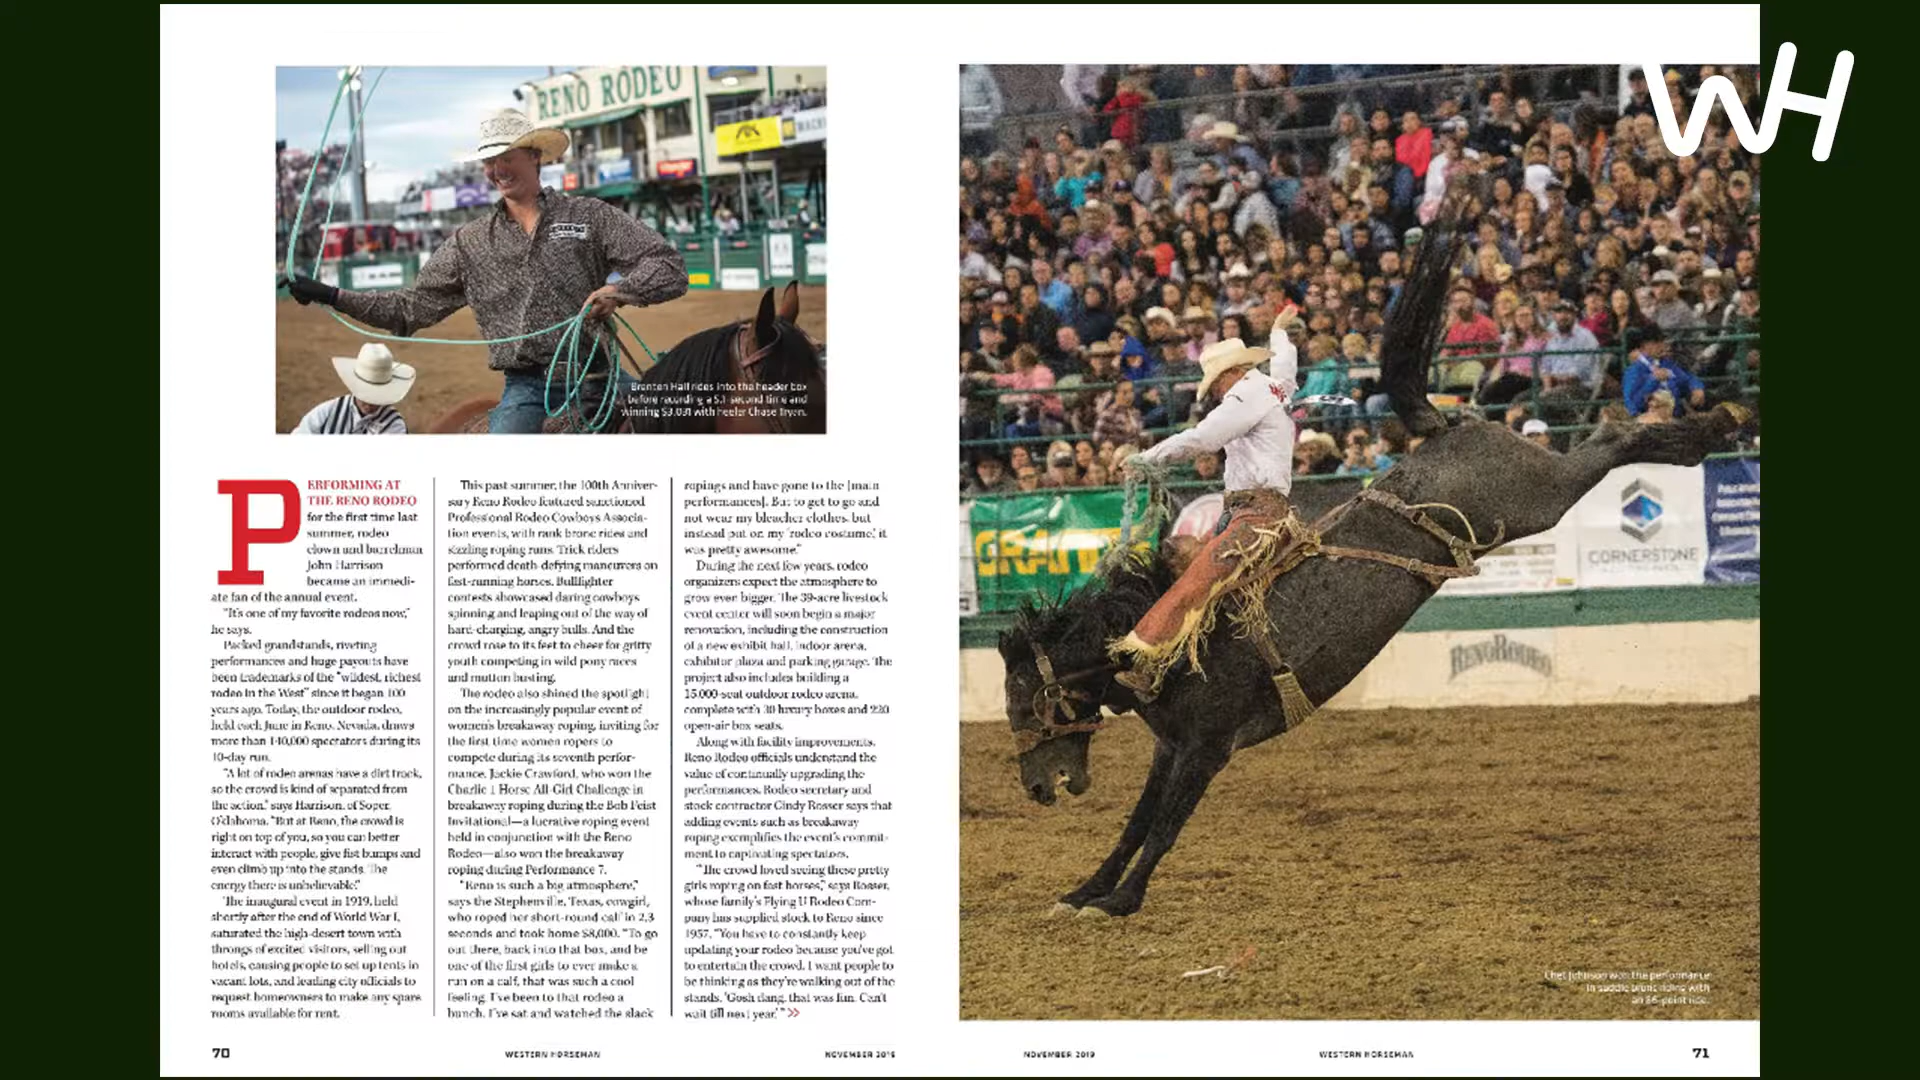 WH
RENO RODEO
Brenten Hall rides into the header box
before recording a 5.1-second time and
winning $3,031 with heeler Chase Tryan.
PERFORMING AT
THE RENO RODEO
for the first time last
summer, rodeo
clown and barrelman
John Harrison
became an immedi-
ate fan of the annual event.
"It's one of my favorite rodeos now,"
he says.
Packed grandstands, riveting
performances and huge payouts have
been trademarks of the "wildest, richest
rodeo in the West" since it began 100
years ago. Today, the outdoor rodeo,
held each June in Reno, Nevada, draws
more than 140,000 spectators during its
10-day run.
"A lot of rodeo arenas have a dirt track,
so the crowd is kind of separated from
the action," says Harrison, of Soper,
Oklahoma. "But at Reno, the crowd is
right on top of you, so you can better
interact with people, give fist bumps and
even climb up into the stands. The
energy there is unbelievable."
The inaugural event in 1919, held
shortly after the end of World War I,
saturated the high-desert town with
throngs of excited visitors, selling out
hotels, causing people to set up tents in
vacant lots, and leading city officials to
request homeowners to make any spare
rooms available for rent.
This past summer, the 100th Anniver-
sary Reno Rodeo featured sanctioned
Professional Rodeo Cowboys Associa-
tion events, with rank bronc rides and
sizzling roping runs. Trick riders
performed death-defying maneuvers on
fast-running horses. Bullfighter
contests showcased daring cowboys
spinning and leaping out of the way of
hard-charging, angry bulls. And the
crowd rose to its feet to cheer for gritty
youth competing in wild pony races
and mutton busting.
The rodeo also shined the spotlight
on the increasingly popular event of
women's breakaway roping, inviting for
the first time women ropers to
compete during its seventh perfor-
mance. Jackie Crawford, who won the
Charlie 1 Horse All-Girl Challenge in
breakaway roping during the Bob Feist
Invitational—a lucrative roping event
held in conjunction with the Reno
Rodeo—also won the breakaway
roping during Performance 7.
"Reno is such a big atmosphere,"
says the Stephenville, Texas, cowgirl,
who roped her short-round calf in 2.3
seconds and took home $8,000. "To go
out there, back into that box, and be
one of the first girls to ever make a
run on a calf, that was such a cool
feeling. I've been to that rodeo a
bunch. I've sat and watched the slack
ropings and have gone to the [main
performances]. But to get to go and
not wear my bleacher clothes, but
instead put on my 'rodeo costume,' it
was pretty awesome."
During the next few years, rodeo
organizers expect the atmosphere to
grow even bigger. The 39-acre livestock
event center will soon begin a major
renovation, including the construction
of a new exhibit hall, indoor arena,
exhibitor plaza and parking garage. The
project also includes building a
15,000-seat outdoor rodeo arena,
complete with 30 luxury boxes and 220
open-air box seats.
Along with facility improvements,
Reno Rodeo officials understand the
value of continually upgrading the
performances. Rodeo secretary and
stock contractor Cindy Rosser says that
adding events such as breakaway
roping exemplifies the event's commit-
ment to captivating spectators.
"The crowd loved seeing these pretty
girls roping on fast horses," says Rosser,
whose family's Flying U Rodeo Com-
pany has supplied stock to Reno since
1957. "You have to constantly keep
updating your rodeo because you've got
to entertain the crowd. I want people to
be thinking as they're walking out of the
stands, 'Gosh dang, that was fun. Can't
wait till next year.'" >>
70
WESTERN HORSEMAN
NOVEMBER 2019
CORNERSTONE
RENO RODEO
Chet Johnson won the performance
in saddle bronc riding with
an 86-point ride.
NOVEMBER 2019
WESTERN HORSEMAN
71